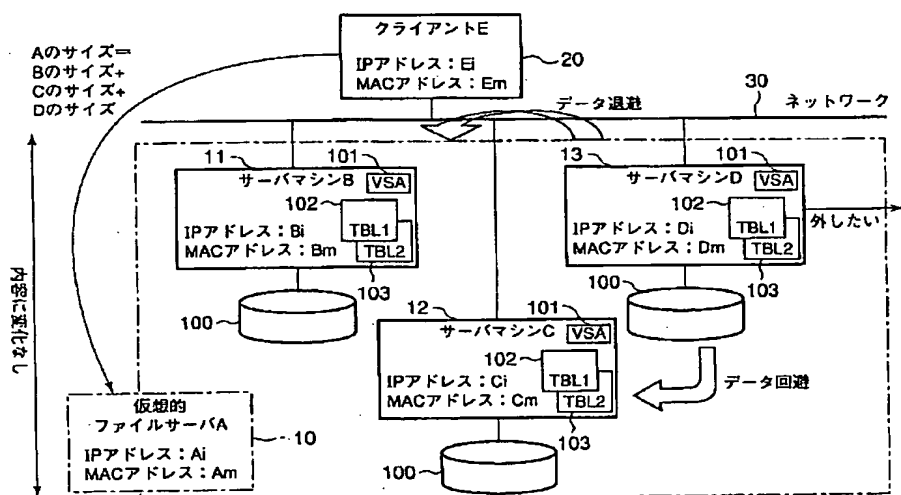 クライアントE
IPアドレス：Ei
MACアドレス：Em
20
Aのサイズ＝
Bのサイズ＋
Cのサイズ＋
Dのサイズ
データ退避
30
ネットワーク
11
101
サーバマシンB
VSA
102
IPアドレス：Bi
MACアドレス：Bm
TBL1
TBL2
103
100
13
101
サーバマシンD
VSA
102
IPアドレス：Di
MACアドレス：Dm
TBL1
TBL2
103
100
外したい
12
101
サーバマシンC
VSA
102
IPアドレス：Ci
MACアドレス：Cm
TBL1
TBL2
103
100
データ回避
内容に変化なし
仮想的
ファイルサーバA
IPアドレス：Ai
MACアドレス：Am
10